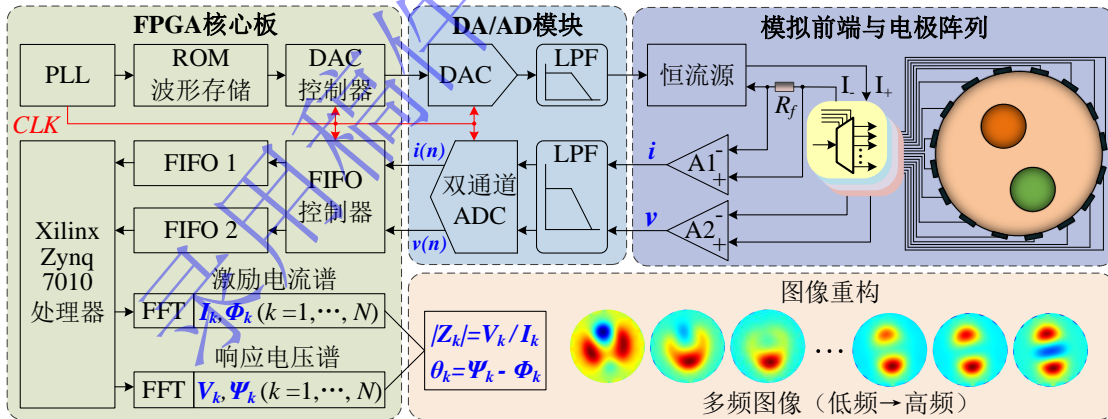 FPGA核心板
DA/AD模块
模拟前端与电极阵列
PLL
ROM
波形存储
DAC
控制器
DAC
LPF
恒流源
I-
I+
Rf
CLK
FIFO 1
FIFO 2
FIFO
控制器
i(n)
v(n)
双通道
ADC
LPF
i
v
A1
-
+
A2
-
+
Xilinx
Zynq
7010
处理器
激励电流谱
FFT
Ik,Φk (k =1,…, N)
响应电压谱
FFT
Vk,Ψk (k =1,…, N)
|Zk|=Vk / Ik
θk=Ψk - Φk
图像重构
…
多频图像（低频→高频）
录用稿件